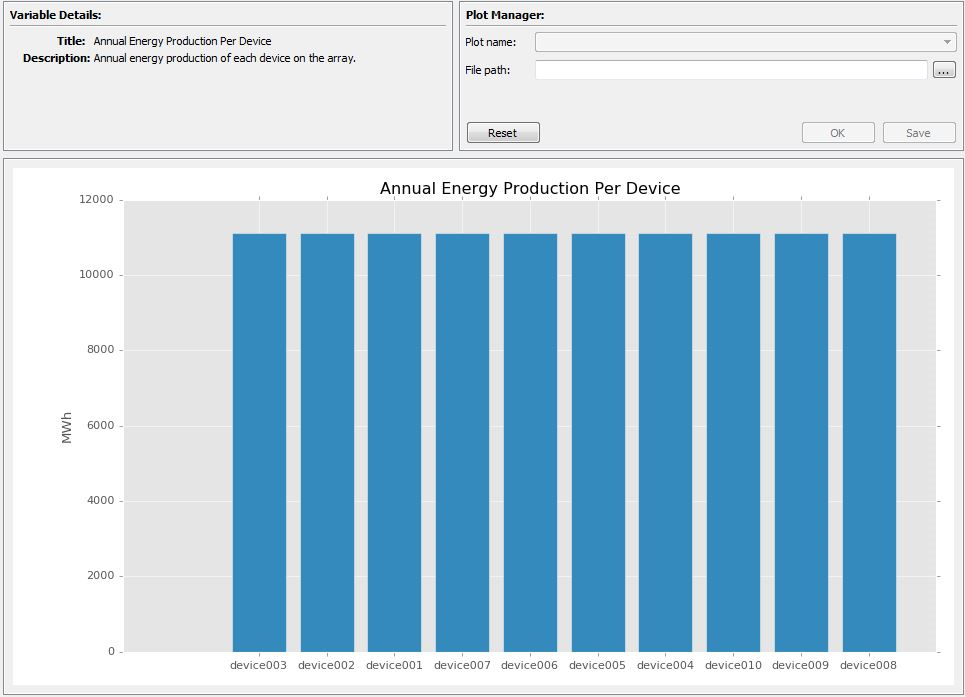 Variable Details:
Title: Annual Energy Production Per Device
Description: Annual energy production of each device on the array.
Plot Manager:
Plot name:
File path:
...
Reset
OK
Save
Annual Energy Production Per Device
12000
10000
8000
6000
4000
2000
0
MWh
device003 device002 device001 device007 device006 device005 device004 device010 device009 device008